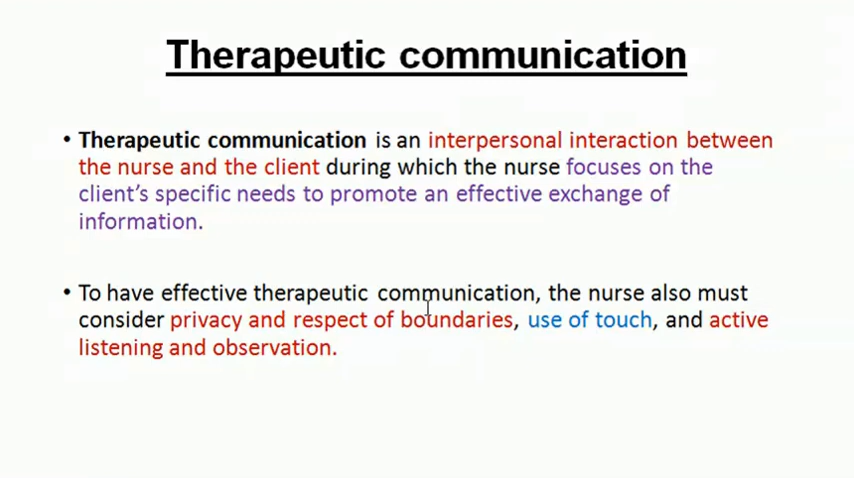 Therapeutic communication
• Therapeutic communication is an interpersonal interaction between
the nurse and the client during which the nurse focuses on the
client's specific needs to promote an effective exchange of
information.
• To have effective therapeutic communication, the nurse also must
consider privacy and respect of boundaries, use of touch, and active
listening and observation.